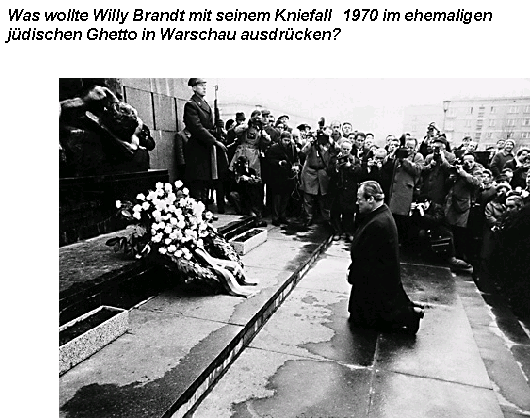 Was wollte Willy Brandt mit seinem Kniefall 1970 im ehemaligen
jüdischen Ghetto in Warschau ausdrücken?